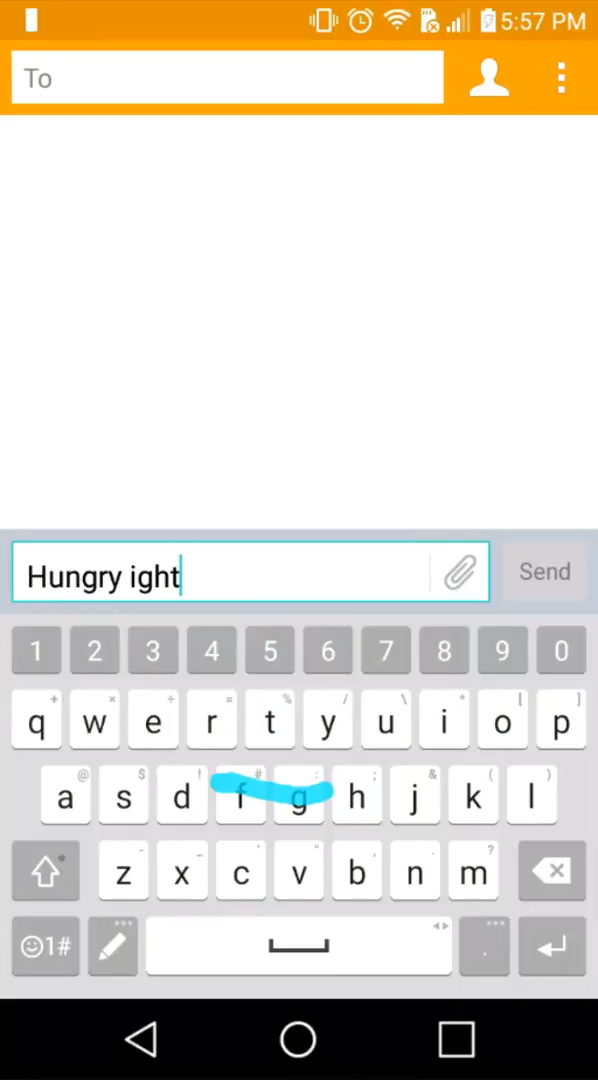 5:57 PM
To
Hungry ight
Send
1 2 3 4 5 6 7 8 9 0
+ × ÷ = % / \ * [ ]
q w e r t y u i o p
@ $ ! # : ; & ( )
a s d f g h j k l
- _ ' " , . ?
z x c v b n m
1# .